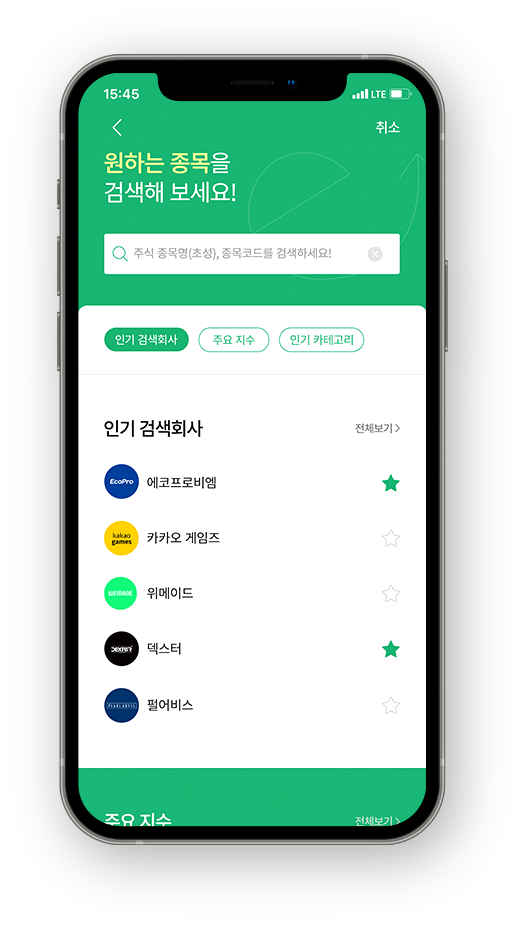 15:45
LTE
취소
원하는 종목을
검색해 보세요!
주식 종목명(초성), 종목코드를 검색하세요!
인기 검색회사
주요 지수
인기 카테고리
인기 검색회사
전체보기
EcoPro
에코프로비엠
kakao
games
카카오 게임즈
WEMADE
위메이드
DEXTER
덱스터
PEARL ABYSS
펄어비스
주요 지수
전체보기